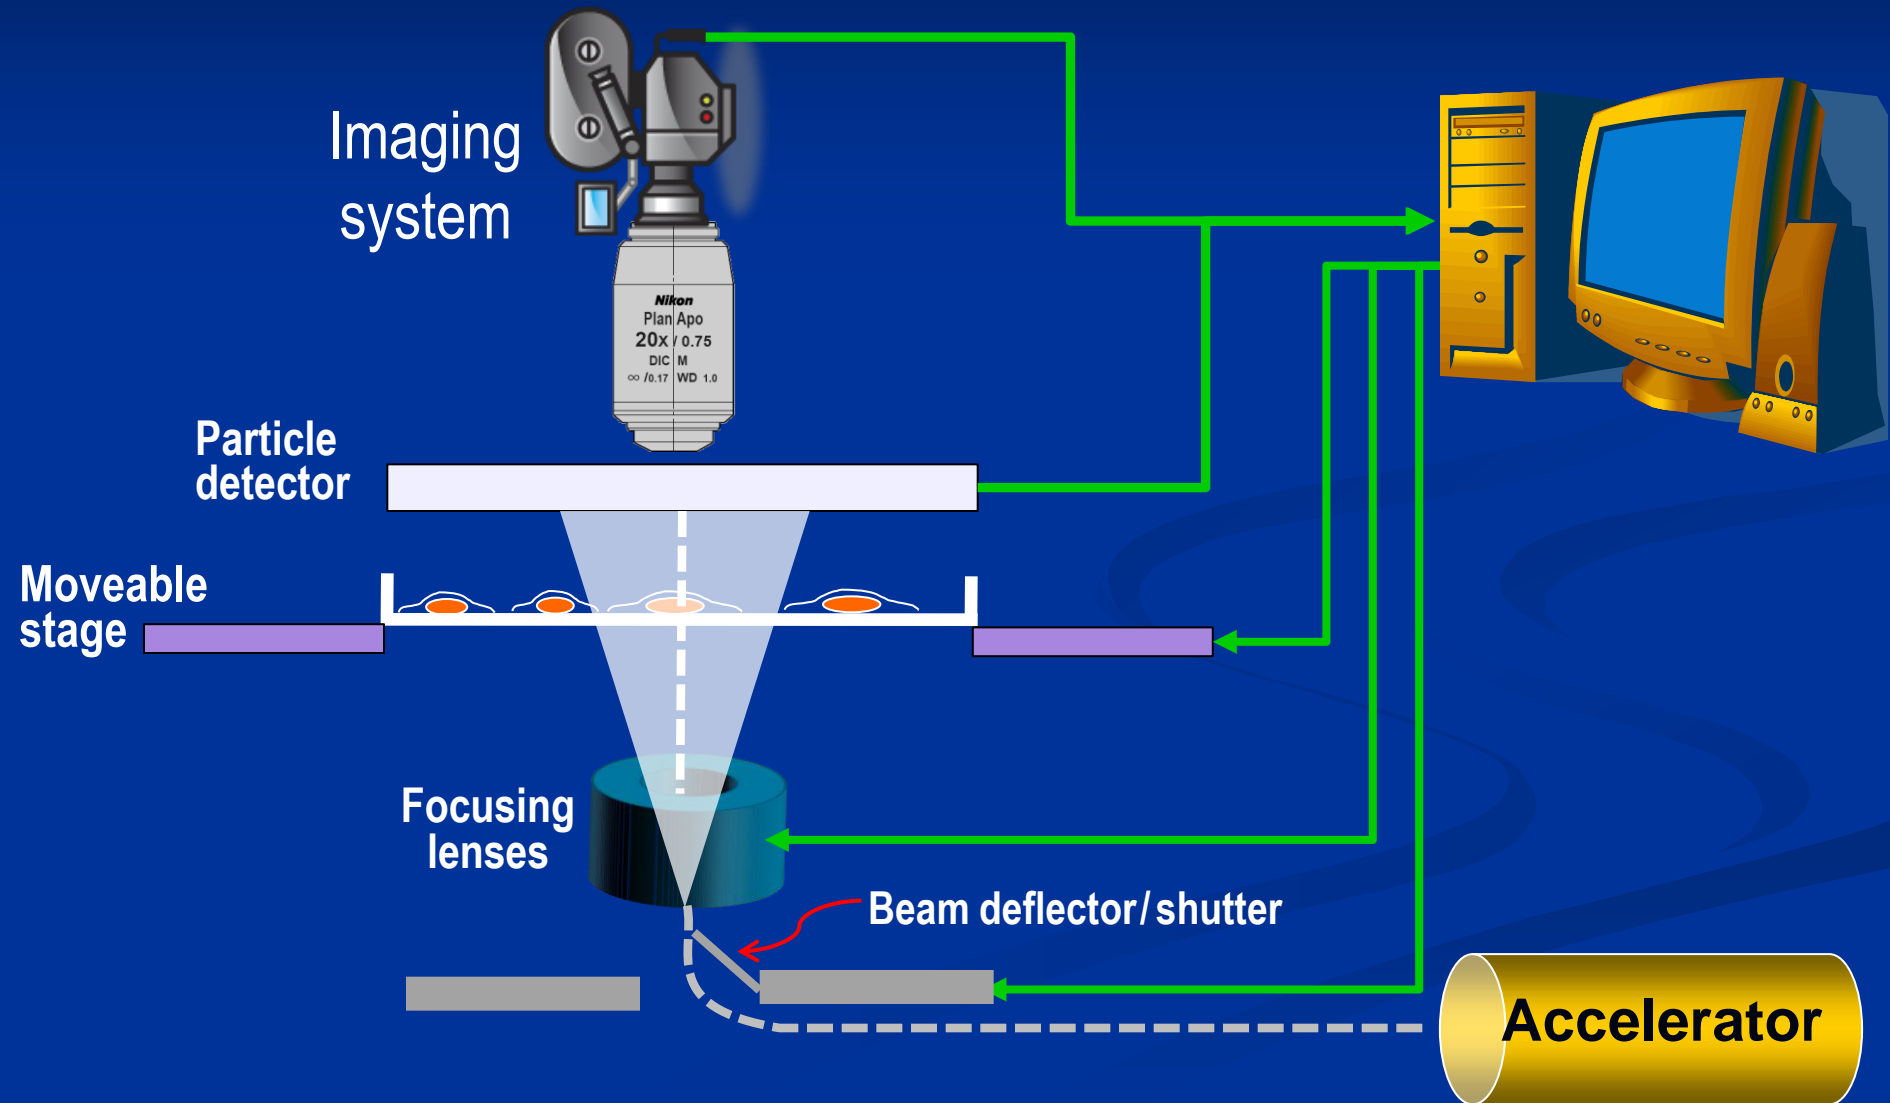 Imaging
system
Nikon
Plan Apo
20x / 0.75
DIC M
∞ /0.17 WD 1.0
Particle
detector
Moveable
stage
Focusing
lenses
Beam deflector/ shutter
Accelerator